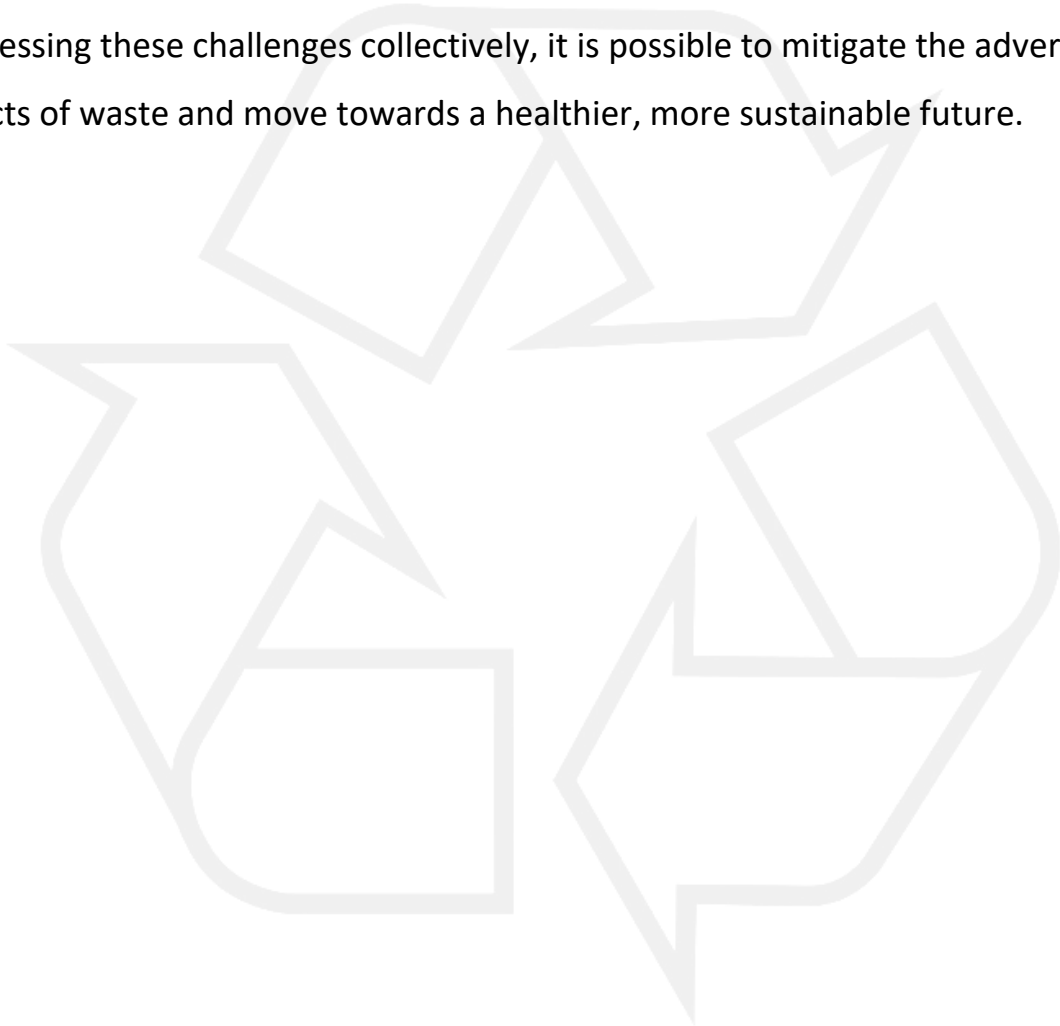 essing these challenges collectively, it is possible to mitigate the adver
cts of waste and move towards a healthier, more sustainable future.